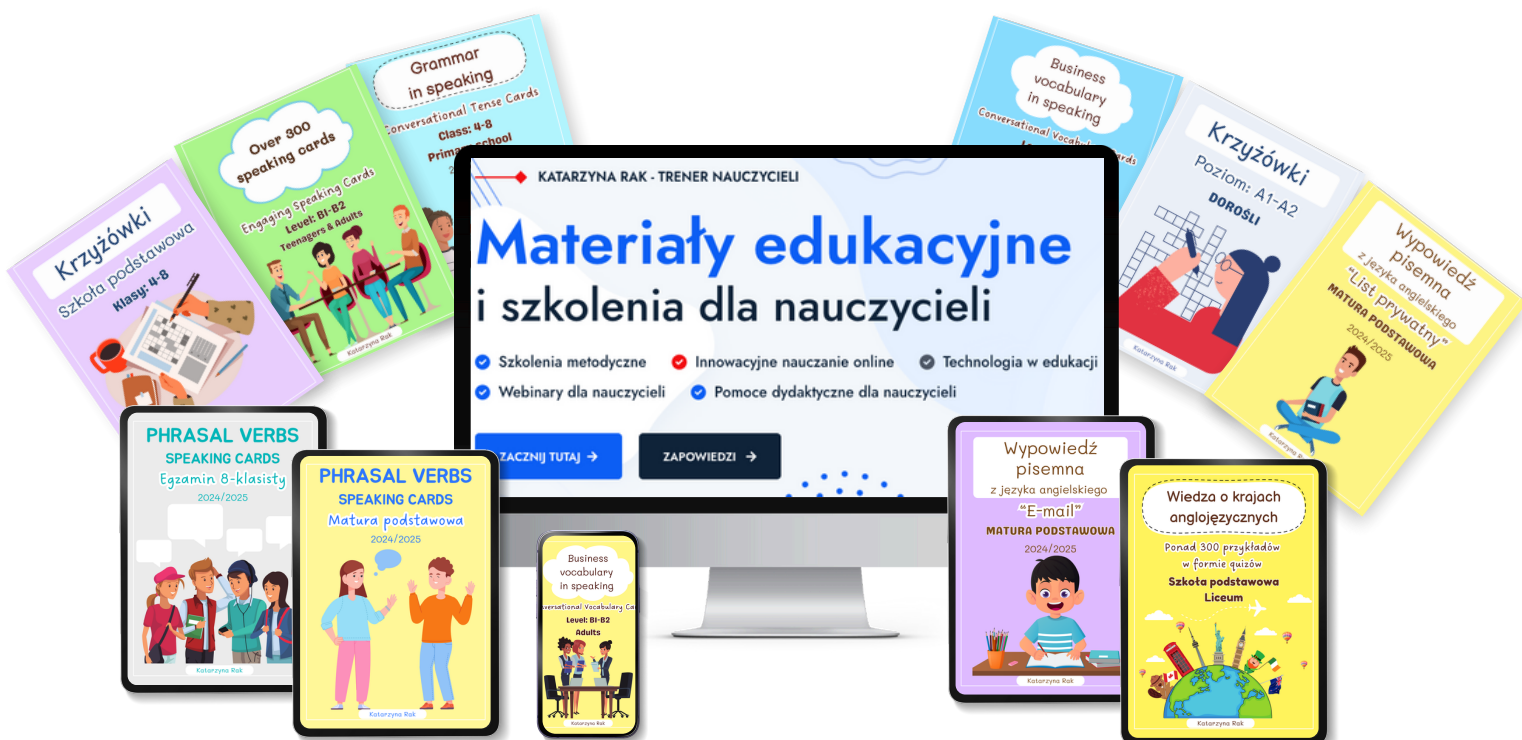 Grammar
in speaking
Conversational Tense Cards
Class: 4-8
Primary school
Over 300
speaking cards
Engaging Speaking Cards
Level: B1-B2
Teenagers & Adults
Katarzyna Rak
Krzyżówki
Szkoła podstawowa
Klasy: 4-8
Business
vocabulary
in speaking
Conversational Vocabulary Cards
Krzyżówki
Poziom: A1-A2
DOROŚLI
Katarzyna Rak
Wypowiedź
pisemna
z języka angielskiego
"List prywatny"
MATURA PODSTAWOWA
2024/2025
Katarzyna
KATARZYNA RAK - TRENER NAUCZYCIELI
Materiały edukacyjne
i szkolenia dla nauczycieli
Szkolenia metodyczne
Innowacyjne nauczanie online
Technologia w edukacji
Webinary dla nauczycieli
Pomoce dydaktyczne dla nauczycieli
ZACZNIJ TUTAJ →
ZAPOWIEDZI →
PHRASAL VERBS
SPEAKING CARDS
Egzamin 8-klasisty
2024/2025
Katarzyna Rak
PHRASAL VERBS
SPEAKING CARDS
Matura podstawowa
2024/2025
Katarzyna Rak
Business
vocabulary
in speaking
Conversational Vocabulary Ca
Level: B1-B2
Adults
Katarzyna Rak
Wypowiedź
pisemna
z języka angielskiego
"E-mail"
MATURA PODSTAWOWA
2024/2025
Katarzyna Rak
Wiedza o krajach
anglojęzycznych
Ponad 300 przykładów
w formie quizów
Szkoła podstawowa
Liceum
Katarzyna Rak